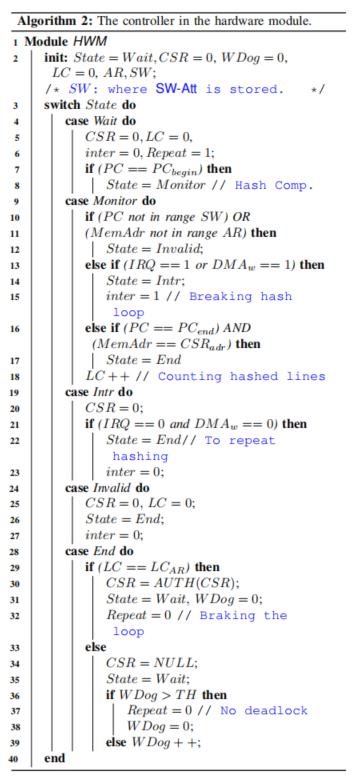 Algorithm 2: The controller in the hardware module.
1 Module HWM
2 init: State = Wait, CSR = 0, WDog = 0,
LC = 0, AR, SW;
/* SW: where SW-Att is stored. */
3 switch State do
4 case Wait do
5 CSR = 0, LC = 0,
6 inter = 0, Repeat = 1;
7 if (PC == PCbegin) then
8 State = Monitor // Hash Comp.
9 case Monitor do
10 if (PC not in range SW) OR
11 (MemAdr not in range AR) then
12 State = Invalid;
13 else if (IRQ == 1 or DMAw == 1) then
14 State = Intr;
15 inter = 1 // Breaking hash
loop
16 else if (PC == PCend) AND
(MemAdr == CSRadr) then
17 State = End
18 LC ++ // Counting hashed lines
19 case Intr do
20 CSR = 0;
21 if (IRQ == 0 and DMAw == 0) then
22 State = End// To repeat
hashing
23 inter = 0;
24 case Invalid do
25 CSR = 0, LC = 0;
26 State = End;
27 inter = 0;
28 case End do
29 if (LC == LCAR) then
30 CSR = AUTH(CSR);
31 State = Wait, WDog = 0;
32 Repeat = 0 // Braking the
loop
33 else
34 CSR = NULL;
35 State = Wait;
36 if WDog > TH then
37 Repeat = 0 // No deadlock
38 WDog = 0;
39 else WDog ++;
40 end